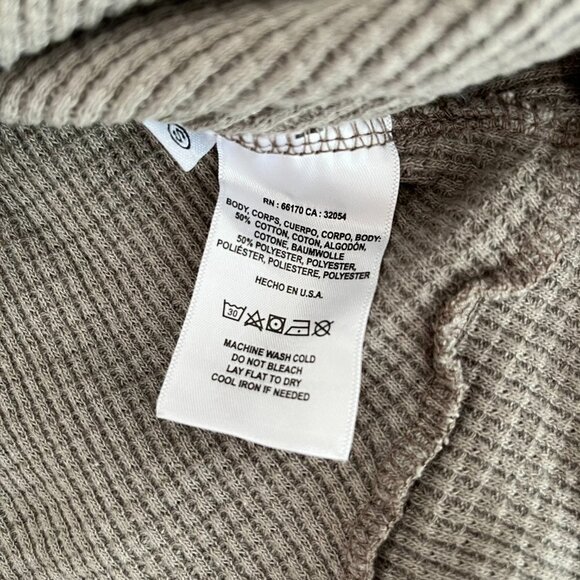 S
RN : 66170 CA : 32054
BODY, CORPS, CUERPO, CORPO, BODY:
50% COTTON, COTON, ALGODÓN,
COTONE, BAUMWOLLE
50% POLYESTER, POLYESTER,
POLIÉSTER, POLIESTERE, POLYESTER
HECHO EN U.S.A.
30
MACHINE WASH COLD
DO NOT BLEACH
LAY FLAT TO DRY
COOL IRON IF NEEDED